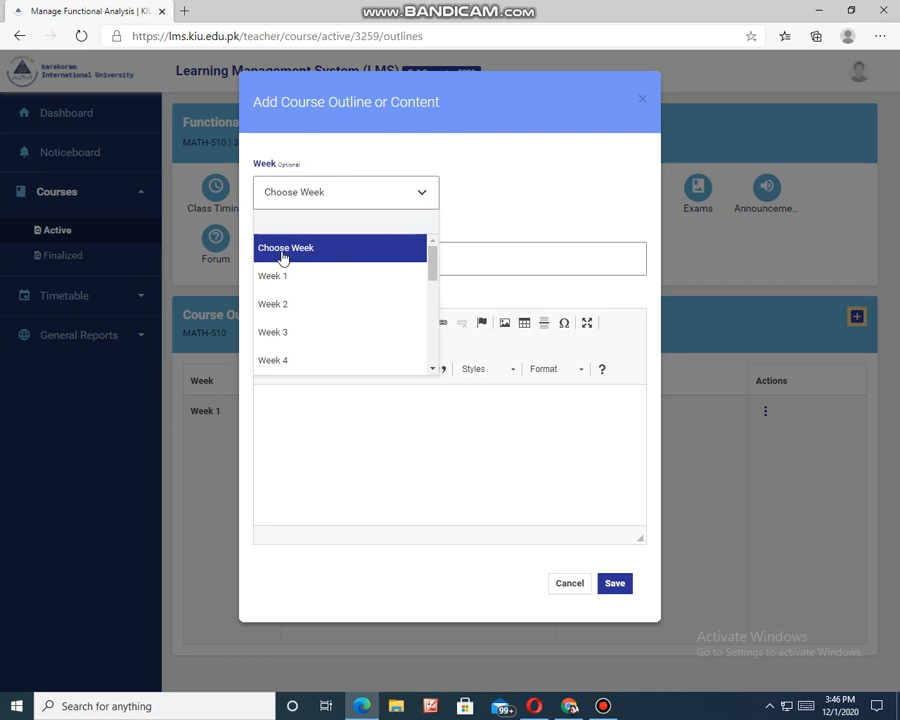 www.BANDICAM.com
Manage Functional Analysis | KIU
https://lms.kiu.edu.pk/teacher/course/active/3259/outlines
Karakoram
International University
Learning Management System (LMS)
Dashboard
Noticeboard
Courses
Active
Finalized
Timetable
General Reports
Functiona
MATH-510 | 3
Class Timin
Exams
Announceme...
Forum
Course Ou
MATH-510
Week
Actions
Week 1
Add Course Outline or Content
×
Week Optional
Choose Week
Choose Week
Week 1
Week 2
Week 3
Week 4
Styles
Format
?
Cancel
Save
Activate Windows
Go to Settings to activate Windows.
Search for anything
99+
3:46 PM
12/1/2020